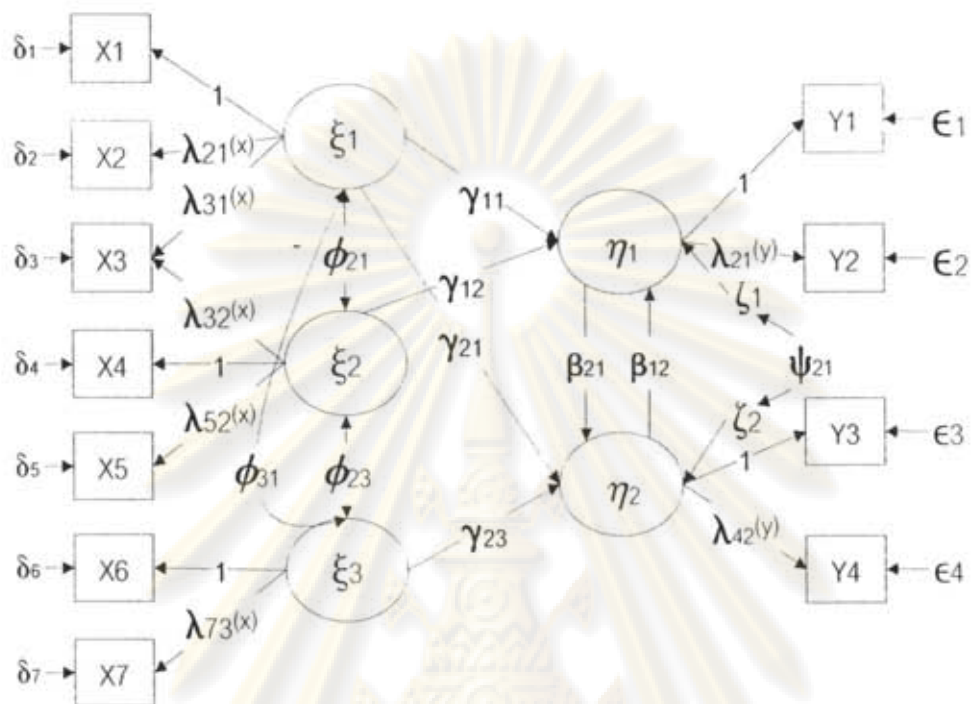 δ1 X1
1
ξ1
Y1 ϵ1
δ2 X2 λ21(x)
1
λ31(x)
γ11
δ3 X3
ϕ21
η1
λ21(y) Y2 ϵ2
λ32(x)
γ12
ζ1
γ21
δ4 X4 1 ξ2
β21 β12
ψ21
λ52(x)
ζ2
Y3 ϵ3
δ5 X5
ϕ31 ϕ23
1
η2
γ23
λ42(y)
δ6 X6 1 ξ3
Y4 ϵ4
λ73(x)
δ7 X7